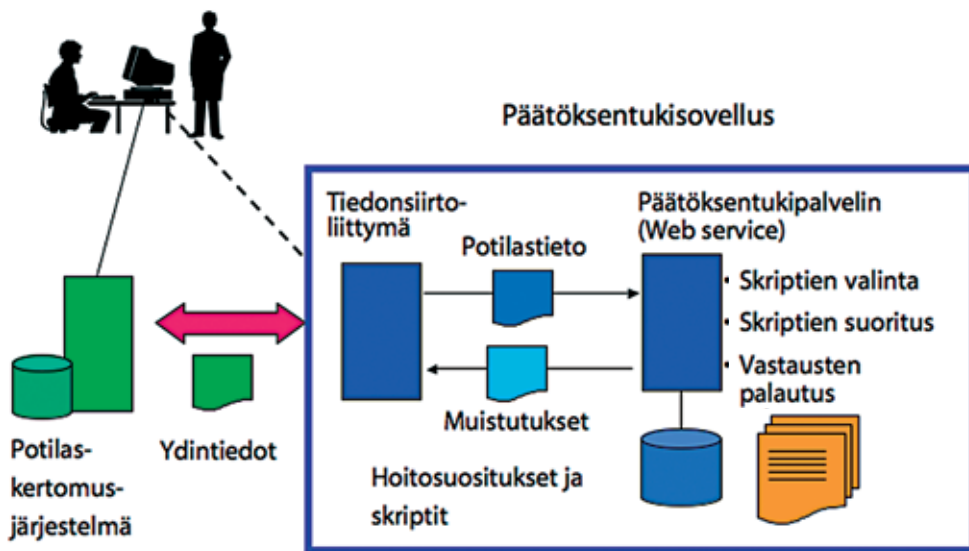 Päätöksentukisovellus
Tiedonsiirto-
liittymä
Potilastieto
Muistutukset
Päätöksentukipalvelin
(Web service)
Skriptien valinta
Skriptien suoritus
Vastausten
palautus
Hoitosuositukset ja
skriptit
Potilas-
kertomus-
järjestelmä
Ydintiedot